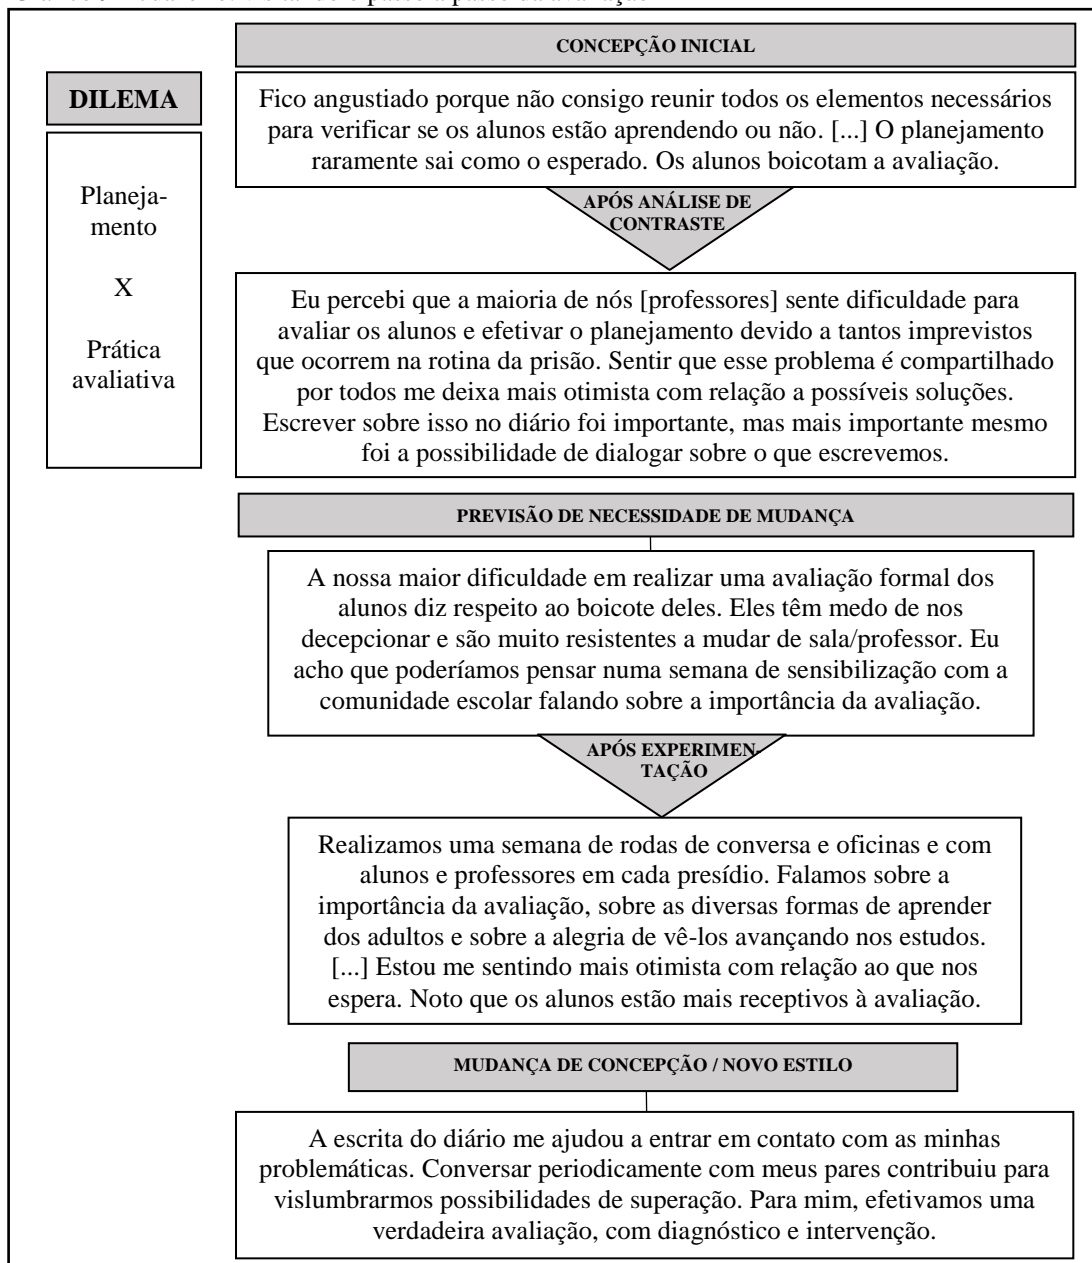 CONCEPÇÃO INICIAL
DILEMA
Planeja-
mento
X
Prática
avaliativa
Fico angustiado porque não consigo reunir todos os elementos necessários
para verificar se os alunos estão aprendendo ou não. [...] O planejamento
raramente sai como o esperado. Os alunos boicotam a avaliação.
APÓS ANÁLISE DE
CONTRASTE
Eu percebi que a maioria de nós [professores] sente dificuldade para
avaliar os alunos e efetivar o planejamento devido a tantos imprevistos
que ocorrem na rotina da prisão. Sentir que esse problema é compartilhado
por todos me deixa mais otimista com relação a possíveis soluções.
Escrever sobre isso no diário foi importante, mas mais importante mesmo
foi a possibilidade de dialogar sobre o que escrevemos.
PREVISÃO DE NECESSIDADE DE MUDANÇA
A nossa maior dificuldade em realizar uma avaliação formal dos
alunos diz respeito ao boicote deles. Eles têm medo de nos
decepcionar e são muito resistentes a mudar de sala/professor. Eu
acho que poderíamos pensar numa semana de sensibilização com a
comunidade escolar falando sobre a importância da avaliação.
APÓS EXPERIMEN-
TAÇÃO
Realizamos uma semana de rodas de conversa e oficinas e com
alunos e professores em cada presídio. Falamos sobre a
importância da avaliação, sobre as diversas formas de aprender
dos adultos e sobre a alegria de vê-los avançando nos estudos.
[...] Estou me sentindo mais otimista com relação ao que nos
espera. Noto que os alunos estão mais receptivos à avaliação.
MUDANÇA DE CONCEPÇÃO / NOVO ESTILO
A escrita do diário me ajudou a entrar em contato com as minhas
problemáticas. Conversar periodicamente com meus pares contribuiu para
vislumbrarmos possibilidades de superação. Para mim, efetivamos uma
verdadeira avaliação, com diagnóstico e intervenção.